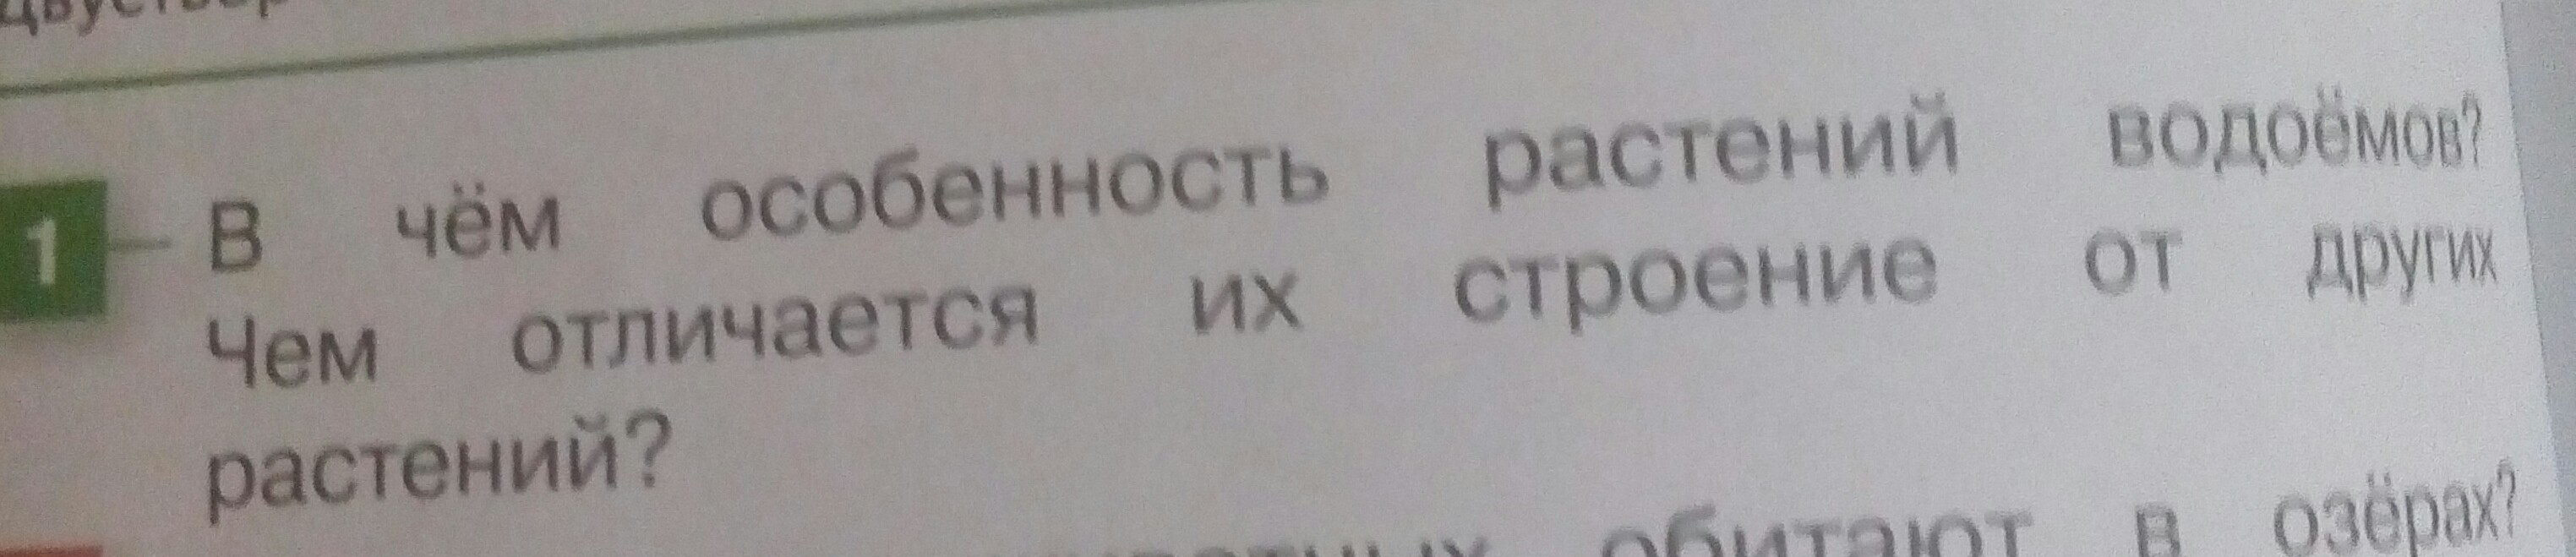 1 В чём особенность растений водоёмов?
Чем отличается их строение от других
растений?
обитают в озёрах?